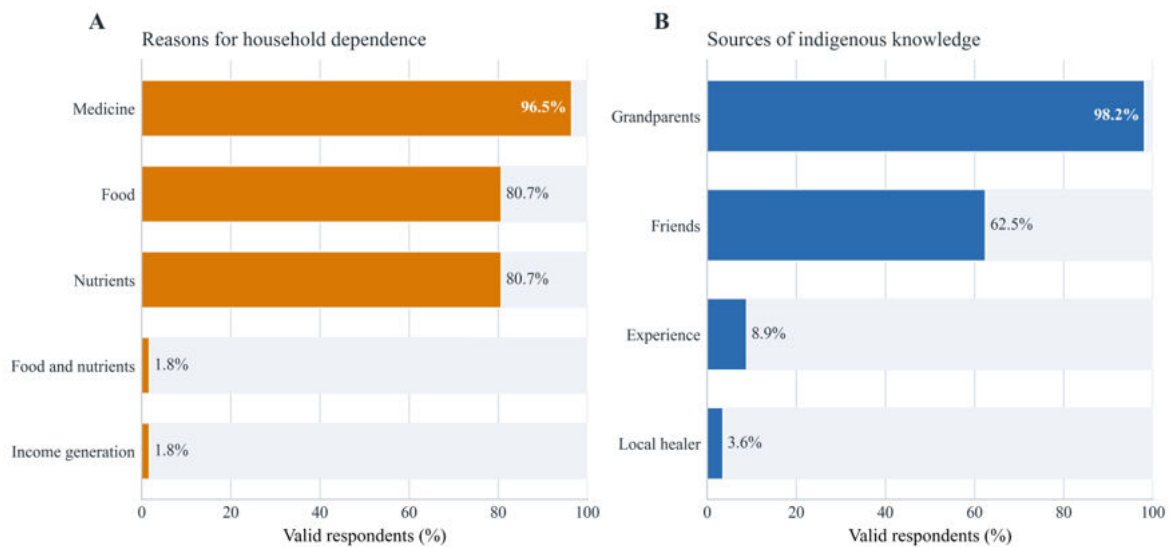 A
Reasons for household dependence
Medicine
96.5%
Food
80.7%
Nutrients
80.7%
Food and nutrients
1.8%
Income generation
1.8%
0 20 40 60 80 100
Valid respondents (%)
B
Sources of indigenous knowledge
Grandparents
98.2%
Friends
62.5%
Experience
8.9%
Local healer
3.6%
0 20 40 60 80 100
Valid respondents (%)